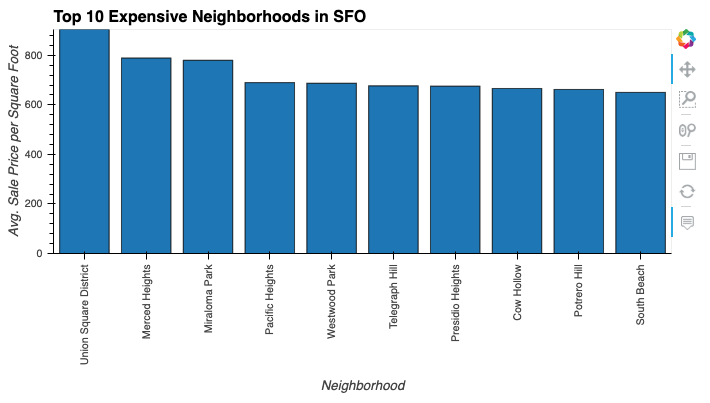 Top 10 Expensive Neighborhoods in SFO
Avg. Sale Price per Square Foot
800
600
400
200
0
Union Square District
Merced Heights
Miraloma Park
Pacific Heights
Westwood Park
Telegraph Hill
Presidio Heights
Cow Hollow
Potrero Hill
South Beach
Neighborhood